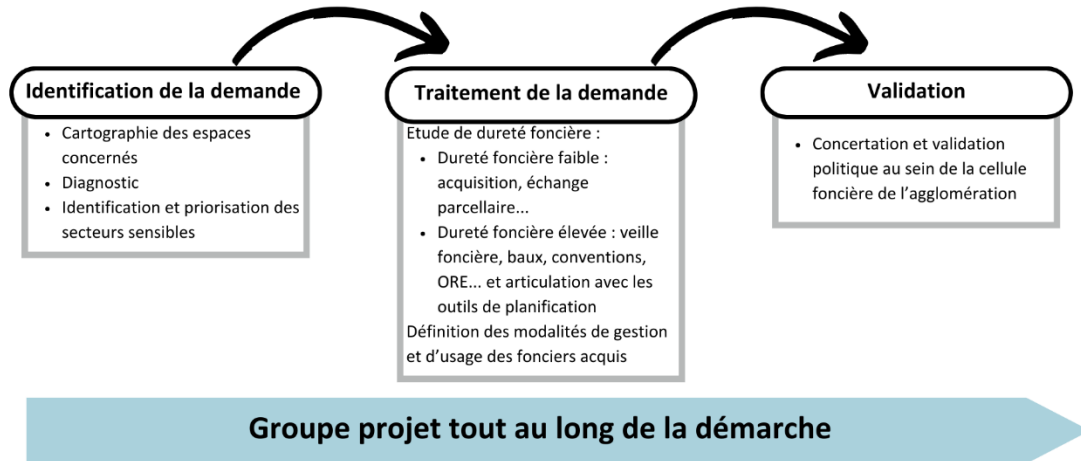 Identification de la demande
• Cartographie des espaces
concernés
• Diagnostic
• Identification et priorisation des
secteurs sensibles
Traitement de la demande
Etude de dureté foncière :
• Dureté foncière faible :
acquisition, échange
parcellaire...
• Dureté foncière élevée : veille
foncière, baux, conventions,
ORE... et articulation avec les
outils de planification
Définition des modalités de gestion
et d’usage des fonciers acquis
Validation
• Concertation et validation
politique au sein de la cellule
foncière de l’agglomération
Groupe projet tout au long de la démarche